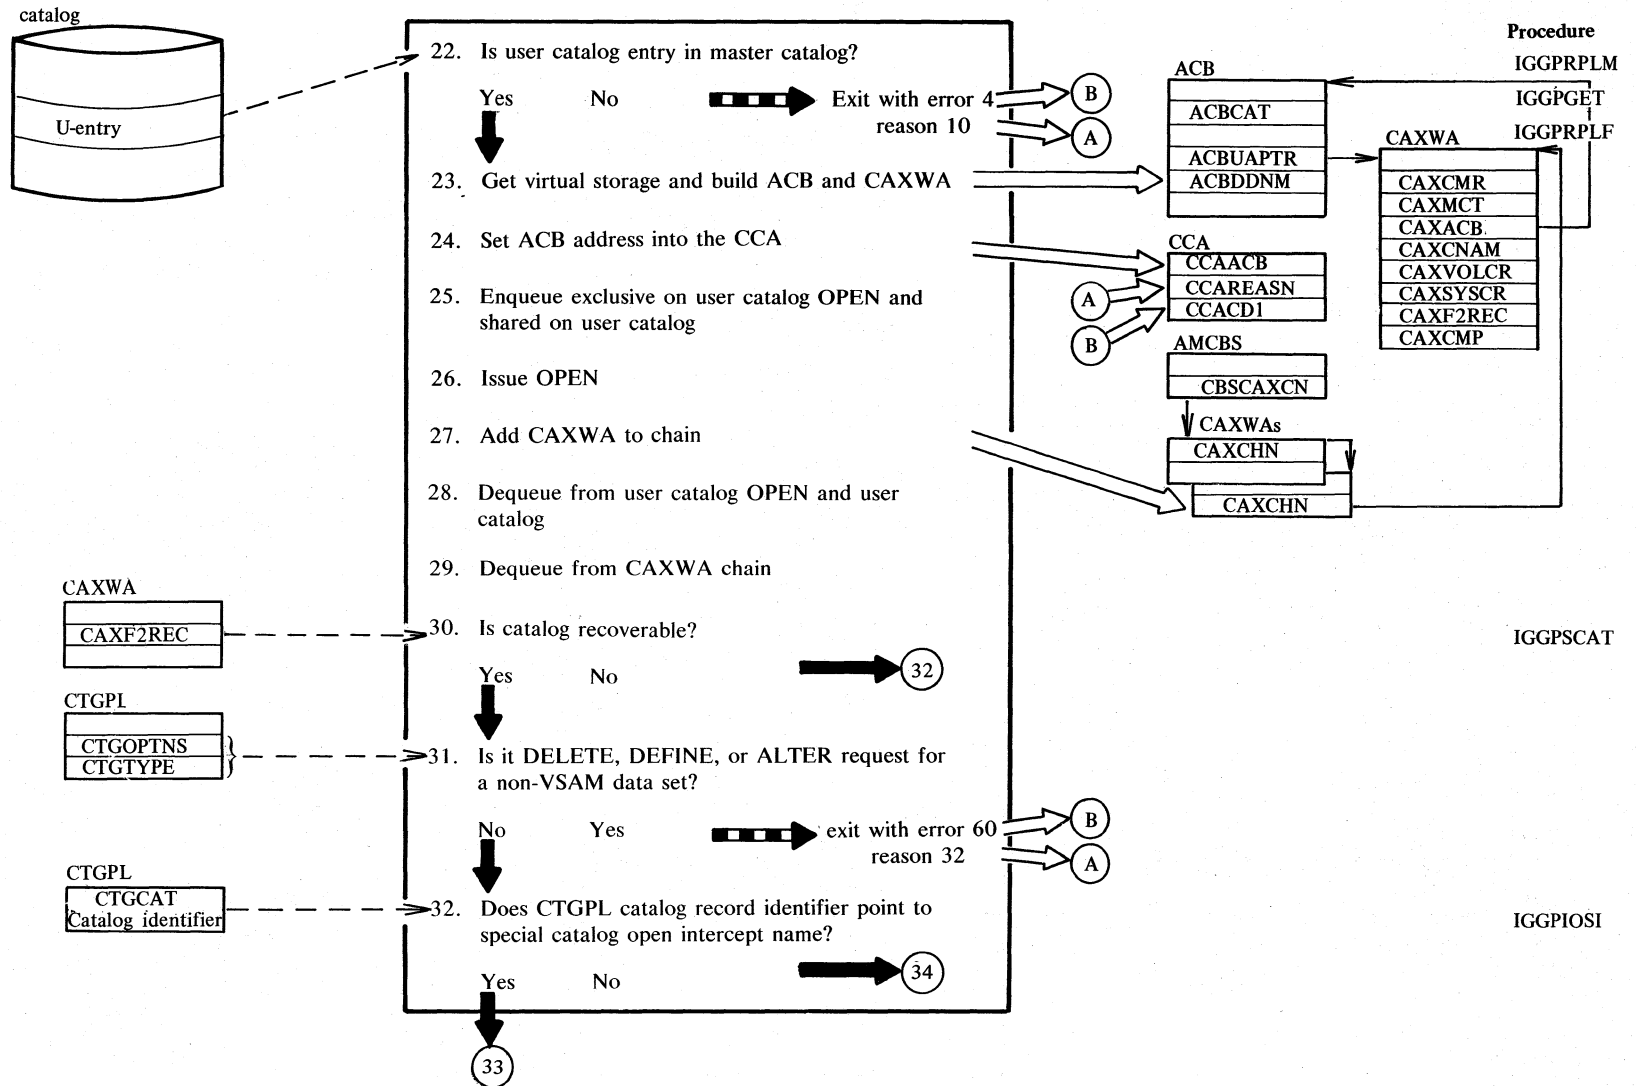 catalog
U-entry
22. Is user catalog entry in master catalog?
Yes No Exit with error 4
reason 10
B
A
23. Get virtual storage and build ACB and CAXWA
24. Set ACB address into the CCA
25. Enqueue exclusive on user catalog OPEN and
shared on user catalog
26. Issue OPEN
27. Add CAXWA to chain
28. Dequeue from user catalog OPEN and user
catalog
29. Dequeue from CAXWA chain
CAXWA
CAXF2REC
30. Is catalog recoverable?
Yes No 32
CTGPL
CTGOPTNS
CTGTYPE
31. Is it DELETE, DEFINE, or ALTER request for
a non-VSAM data set?
No Yes exit with error 60
reason 32
B
A
CTGPL
CTGCAT
Catalog identifier
32. Does CTGPL catalog record identifier point to
special catalog open intercept name?
Yes No 34
33
ACB
ACBCAT
ACBUAPTR
ACBDDNM
CCA
CCAACB
CCAREASN
CCACD1
A
B
AMCBS
CBSCAXCN
CAXWAs
CAXCHN
CAXCHN
CAXWA
CAXCMR
CAXMCT
CAXACB
CAXCNAM
CAXVOLCR
CAXSYSCR
CAXF2REC
CAXCMP
Procedure
IGGPRPLM
IGGPGET
IGGPRPLF
IGGPSCAT
IGGPIOSI